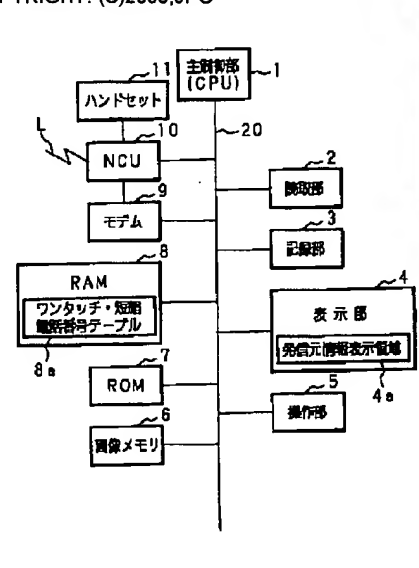 COPYRIGHT: (C)2000,JPO
主制御部
(CPU)
1
20
11
ハンドセット
10
L
NCU
9
モデム
8
RAM
ワンタッチ・短縮
電話番号テーブル
8a
7
ROM
6
画像メモリ
2
読取部
3
記録部
4
表示部
発信元情報表示領域
4a
5
操作部